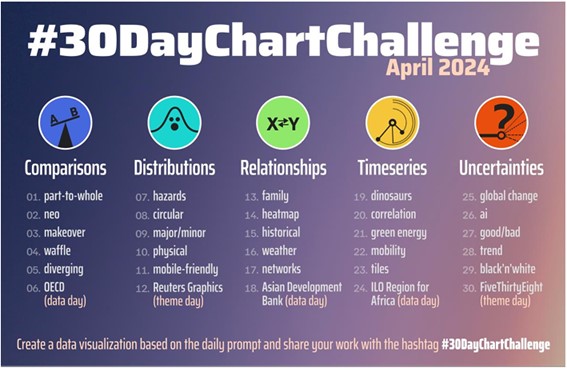 #30DayChartChallenge
April 2024
A B
X⇄Y
?
Comparisons
01. part-to-whole
02. neo
03. makeover
04. waffle
05. diverging
06. OECD
(data day)
Distributions
07. hazards
08. circular
09. major/minor
10. physical
11. mobile-friendly
12. Reuters Graphics
(theme day)
Relationships
13. family
14. heatmap
15. historical
16. weather
17. networks
18. Asian Development
Bank (data day)
Timeseries
19. dinosaurs
20. correlation
21. green energy
22. mobility
23. tiles
24. ILO Region for
Africa (data day)
Uncertainties
25. global change
26. ai
27. good/bad
28. trend
29. black'n'white
30. FiveThirtyEight
(theme day)
Create a data visualization based on the daily prompt and share your work with the hashtag #30DayChartChallenge